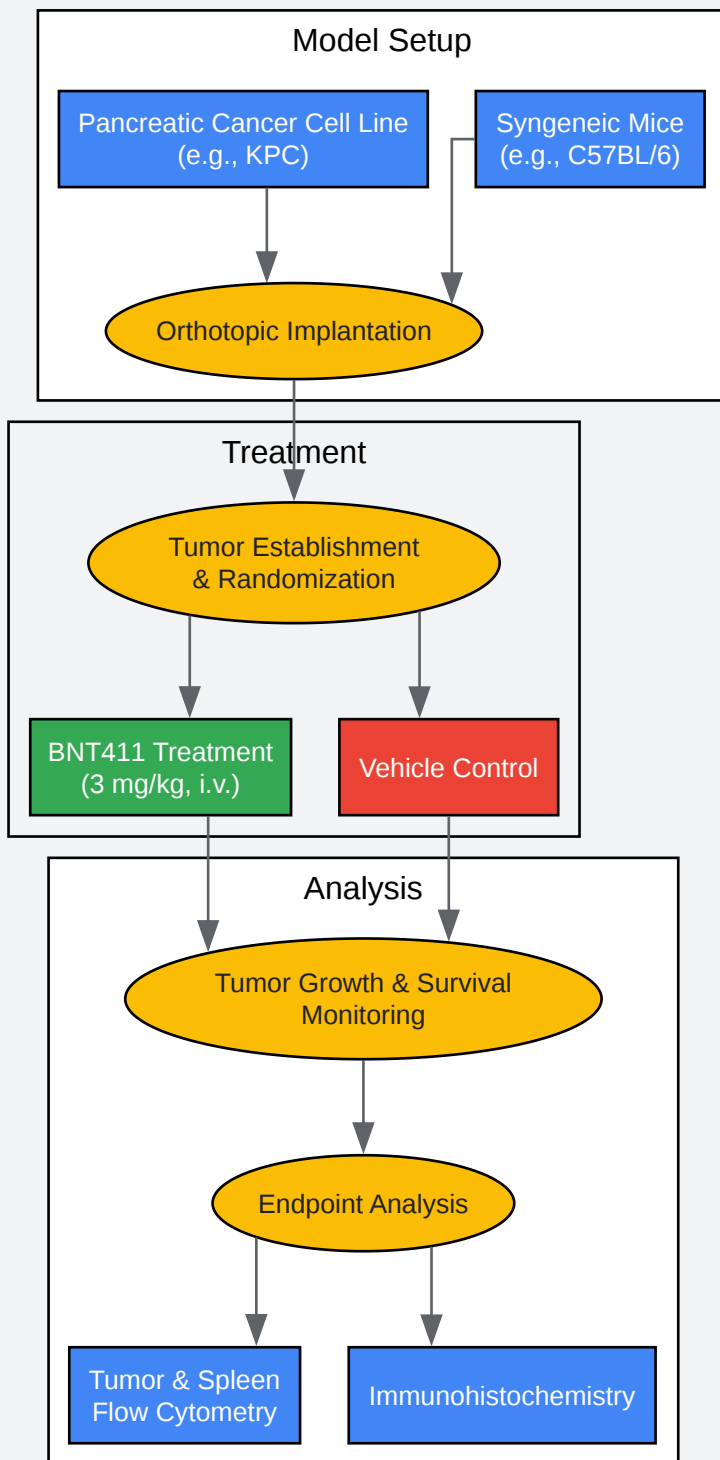 Model Setup
Pancreatic Cancer Cell Line
(e.g., KPC)
Syngeneic Mice
(e.g., C57BL/6)
Orthotopic Implantation
Treatment
Tumor Establishment
& Randomization
BNT411 Treatment
(3 mg/kg, i.v.)
Vehicle Control
Analysis
Tumor Growth & Survival
Monitoring
Endpoint Analysis
Tumor & Spleen
Flow Cytometry
Immunohistochemistry